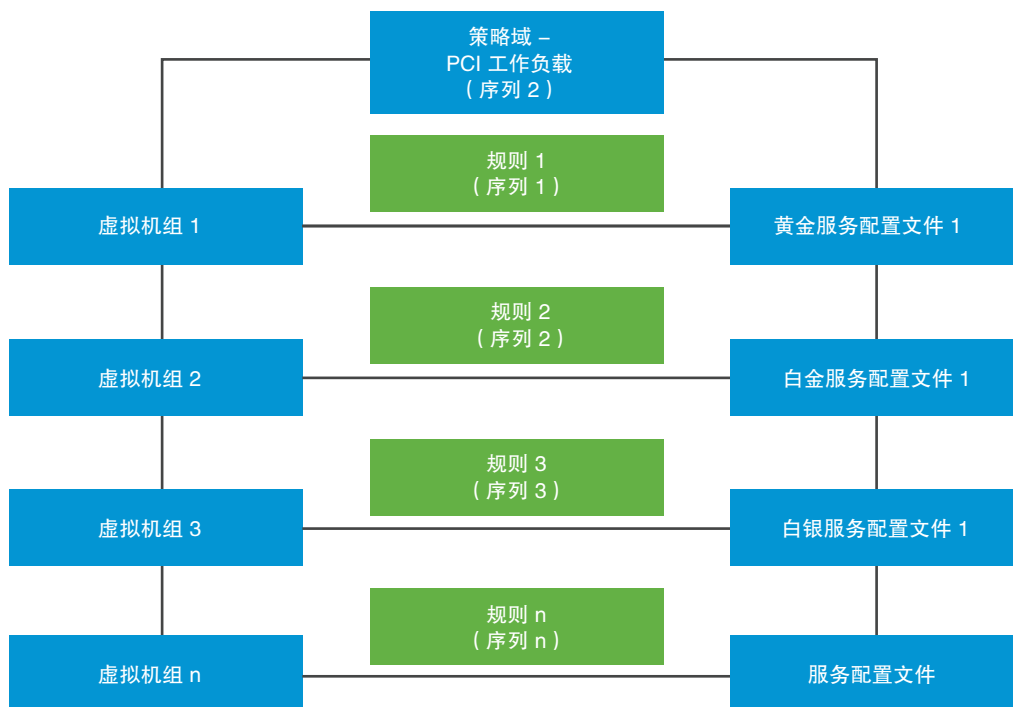 策略域 –
PCI 工作负载
（序列 2）
规则 1
（序列 1）
虚拟机组 1
黄金服务配置文件 1
规则 2
（序列 2）
虚拟机组 2
白金服务配置文件 1
规则 3
（序列 3）
虚拟机组 3
白银服务配置文件 1
规则 n
（序列 n）
虚拟机组 n
服务配置文件